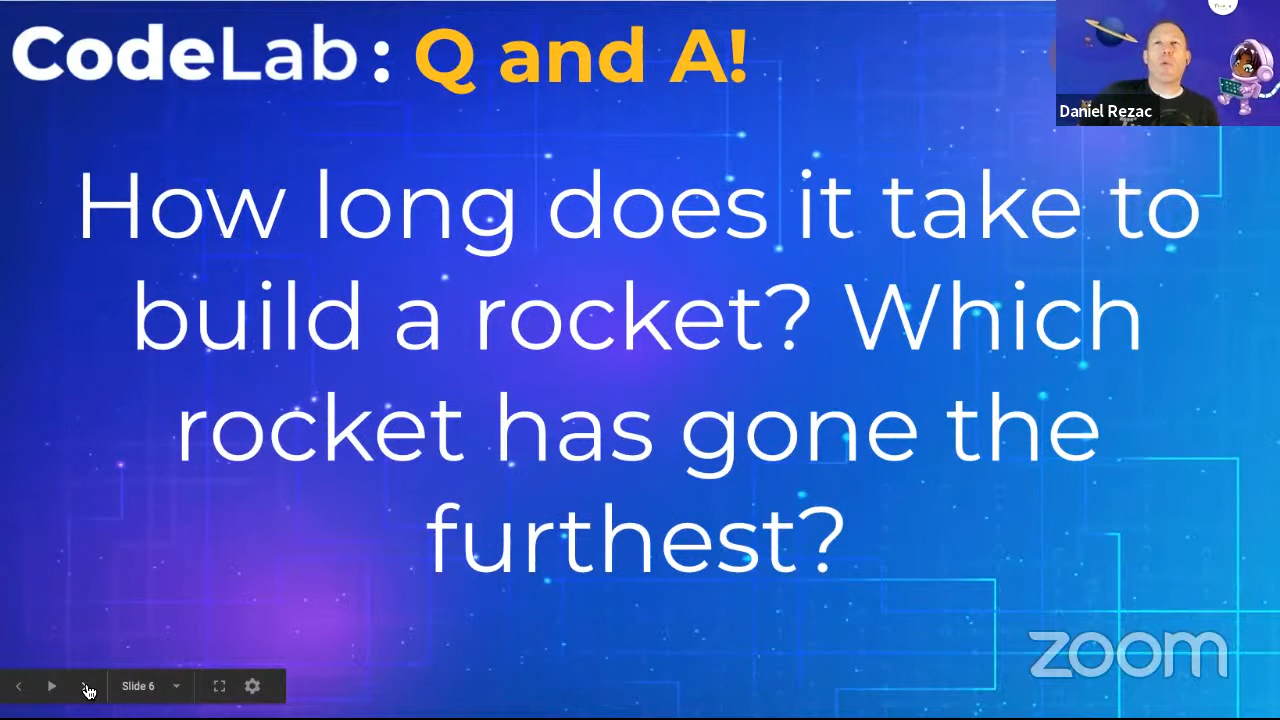 CodeLab: Q and A!
Daniel Rezac
How long does it take to
build a rocket? Which
rocket has gone the
furthest?
zoom
Slide 6